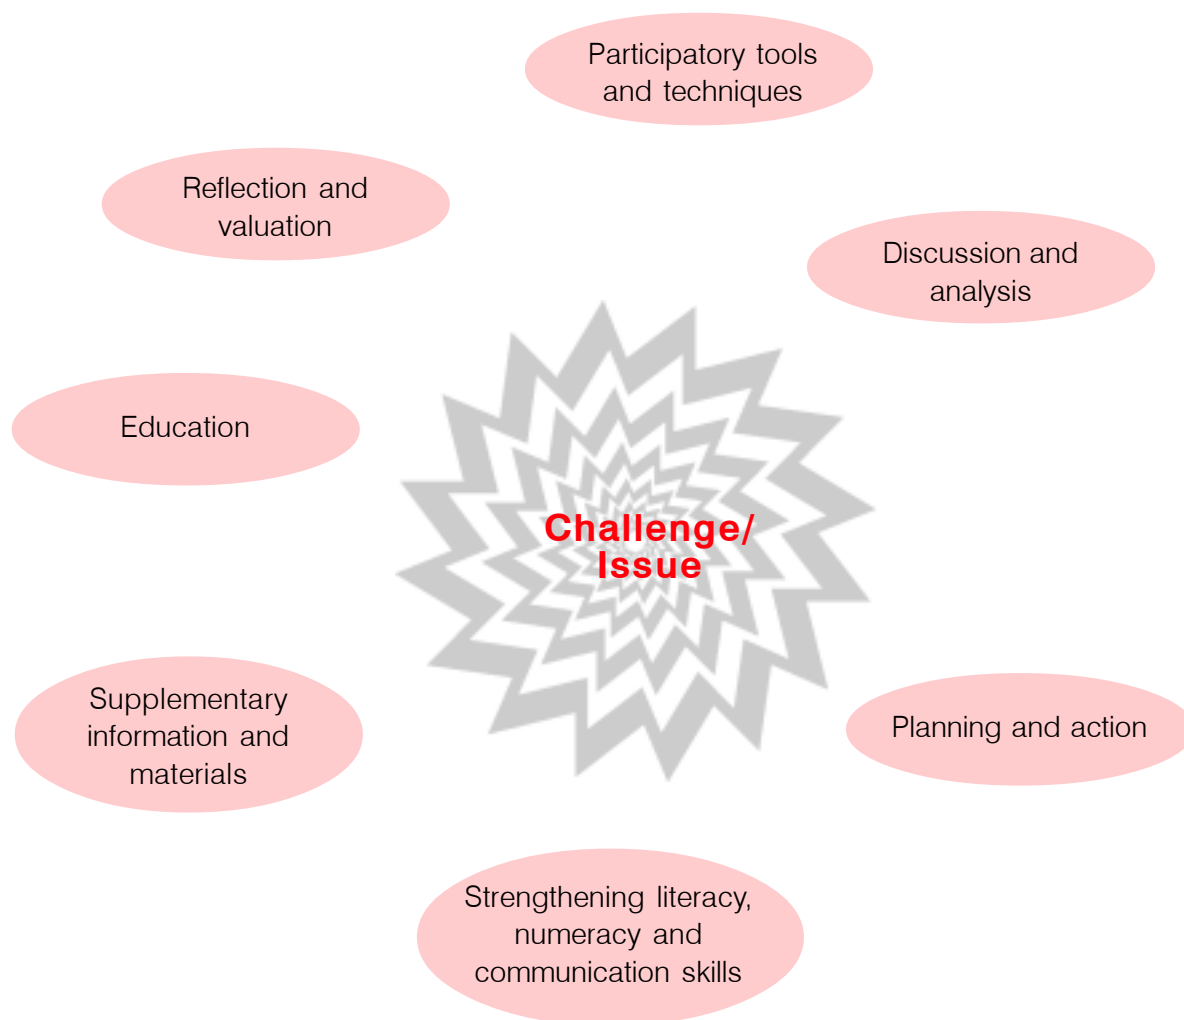 Participatory tools
and techniques
Reflection and
valuation
Discussion and
analysis
Education
Challenge/
Issue
Supplementary
information and
materials
Planning and action
Strengthening literacy,
numeracy and
communication skills